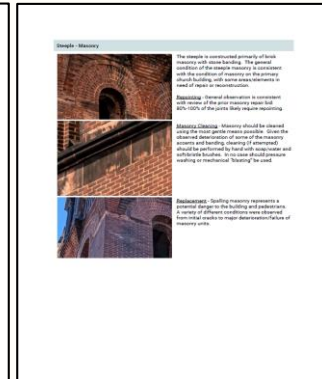 Steeple - Masonry
The steeple is constructed primarily of brick
masonry with stone banding. The general
condition of the steeple masonry is consistent
with the condition of masonry on the primary
church building, with some areas/elements in
need of repair or reconstruction.
Repointing - General observation is consistent
with review of the prior masonry repair bid:
80%-100% of the joints likely require repointing.
Masonry Cleaning - Masonry should be cleaned
using the most gentle means possible. Given the
observed deterioration of some of the masonry
accents and banding, cleaning (if attempted)
should be performed by hand with soap/water and
soft-bristle brushes. In no case should pressure
washing or mechanical "blasting" be used.
Replacement - Spalling masonry represents a
potential danger to the building and pedestrians.
A variety of different conditions were observed
from initial cracks to major deterioration/failure of
masonry units.